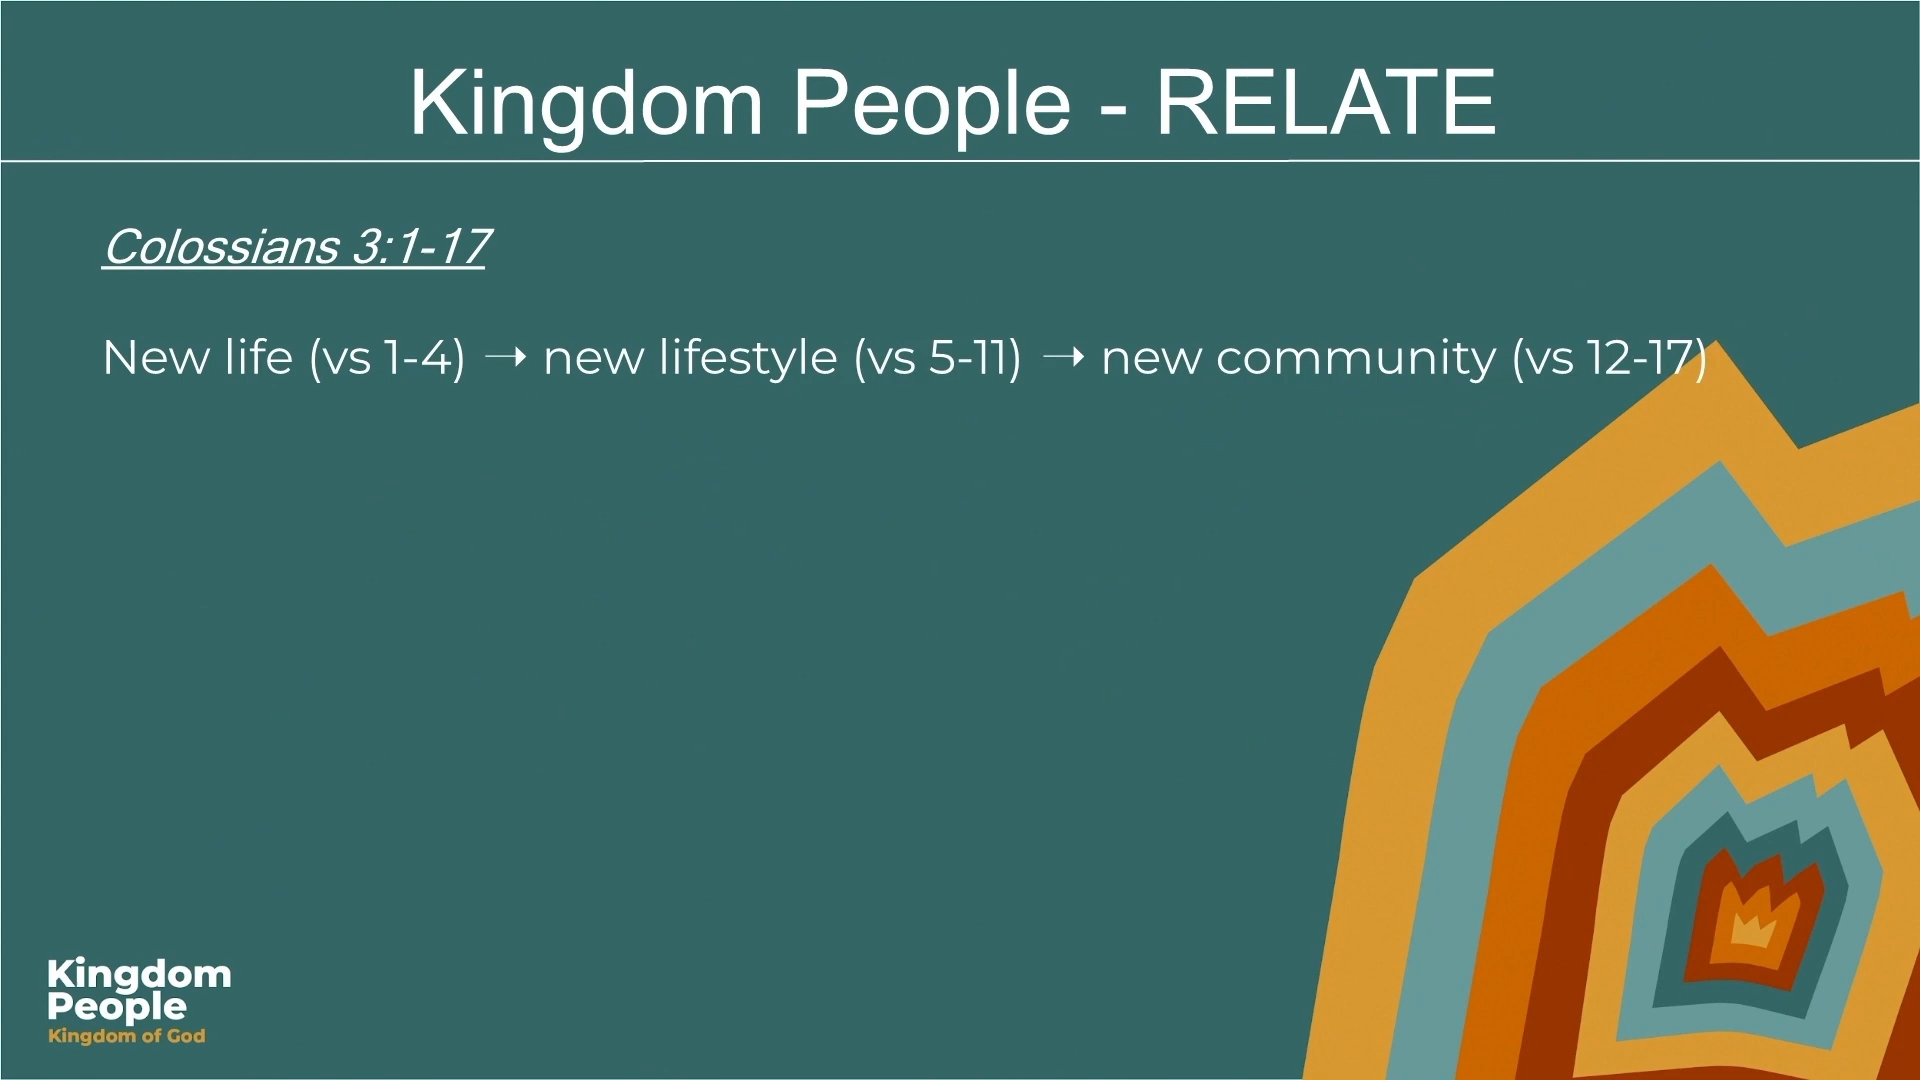 Kingdom People - RELATE
Colossians 3:1-17
New life (vs 1-4) → new lifestyle (vs 5-11) → new community (vs 12-17)
Kingdom
People
Kingdom of God